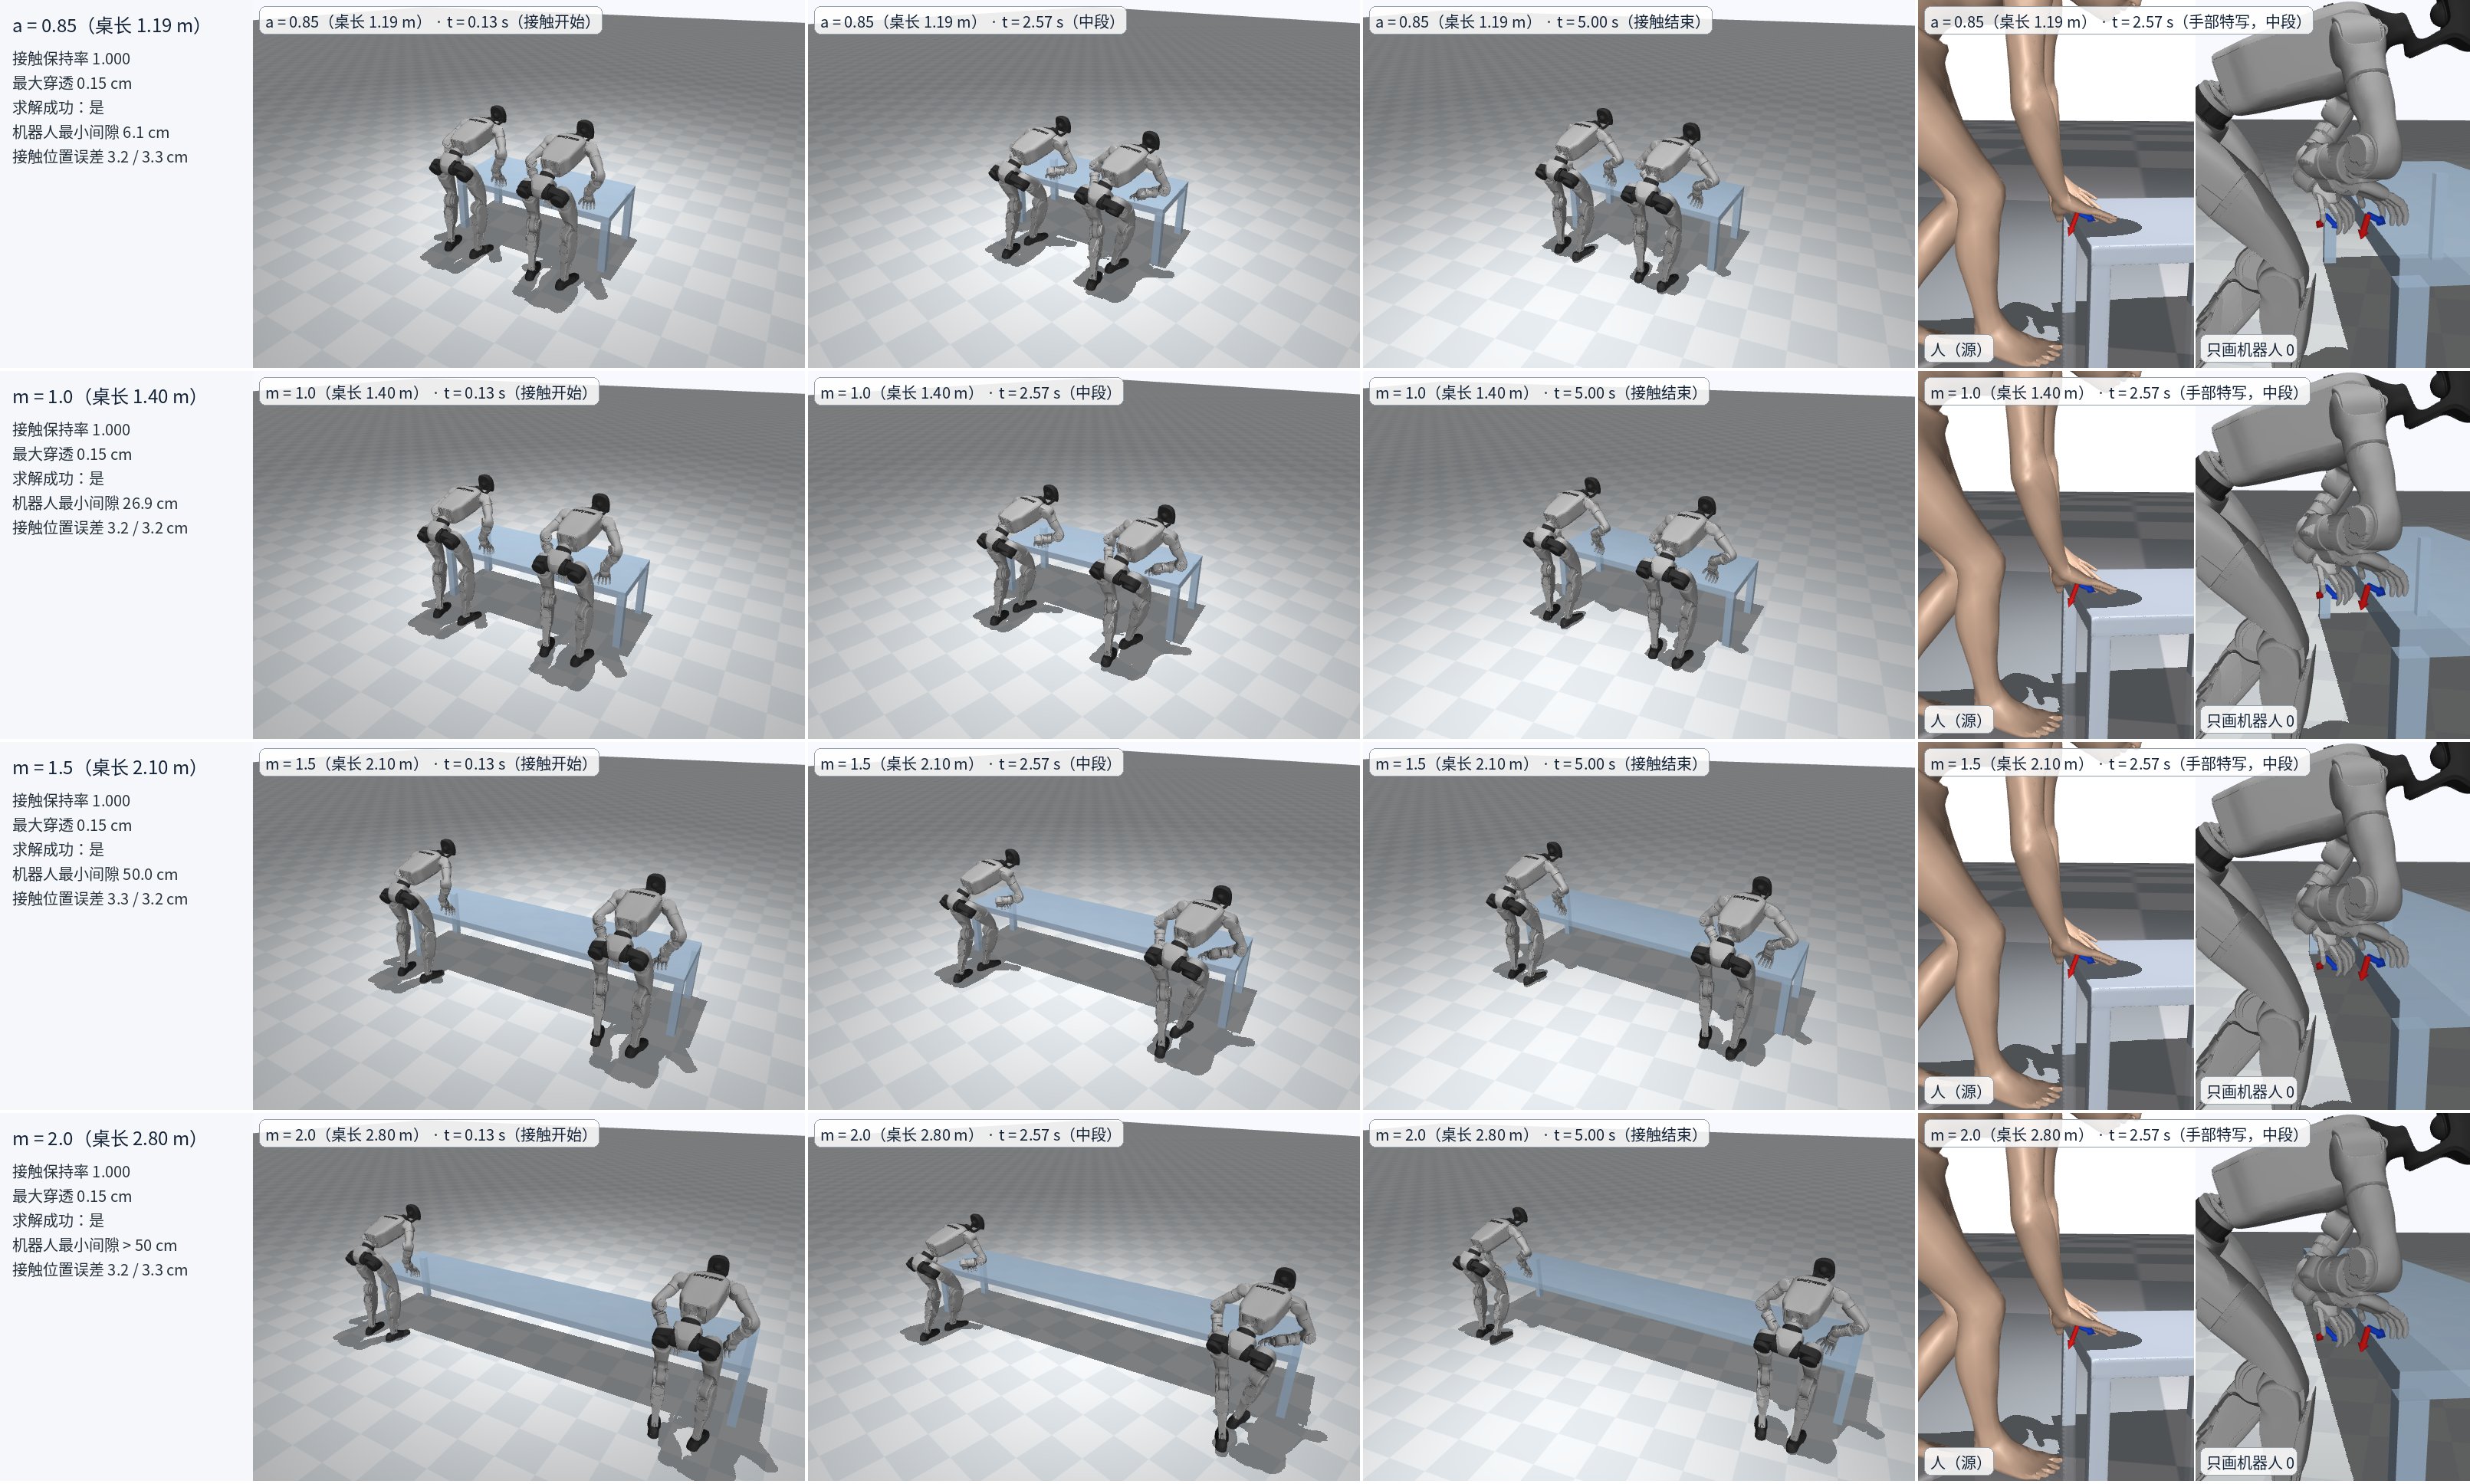 a = 0.85（桌长 1.19 m）
接触保持率 1.000
最大穿透 0.15 cm
求解成功：是
机器人最小间隙 6.1 cm
接触位置误差 3.2 / 3.3 cm
a = 0.85（桌长 1.19 m） · t = 0.13 s（接触开始）
a = 0.85（桌长 1.19 m） · t = 2.57 s（中段）
a = 0.85（桌长 1.19 m） · t = 5.00 s（接触结束）
a = 0.85（桌长 1.19 m） · t = 2.57 s（手部特写，中段）
人（源）
只画机器人 0
m = 1.0（桌长 1.40 m）
接触保持率 1.000
最大穿透 0.15 cm
求解成功：是
机器人最小间隙 26.9 cm
接触位置误差 3.2 / 3.2 cm
m = 1.0（桌长 1.40 m） · t = 0.13 s（接触开始）
m = 1.0（桌长 1.40 m） · t = 2.57 s（中段）
m = 1.0（桌长 1.40 m） · t = 5.00 s（接触结束）
m = 1.0（桌长 1.40 m） · t = 2.57 s（手部特写，中段）
人（源）
只画机器人 0
m = 1.5（桌长 2.10 m）
接触保持率 1.000
最大穿透 0.15 cm
求解成功：是
机器人最小间隙 50.0 cm
接触位置误差 3.3 / 3.2 cm
m = 1.5（桌长 2.10 m） · t = 0.13 s（接触开始）
m = 1.5（桌长 2.10 m） · t = 2.57 s（中段）
m = 1.5（桌长 2.10 m） · t = 5.00 s（接触结束）
m = 1.5（桌长 2.10 m） · t = 2.57 s（手部特写，中段）
人（源）
只画机器人 0
m = 2.0（桌长 2.80 m）
接触保持率 1.000
最大穿透 0.15 cm
求解成功：是
机器人最小间隙 > 50 cm
接触位置误差 3.2 / 3.3 cm
m = 2.0（桌长 2.80 m） · t = 0.13 s（接触开始）
m = 2.0（桌长 2.80 m） · t = 2.57 s（中段）
m = 2.0（桌长 2.80 m） · t = 5.00 s（接触结束）
m = 2.0（桌长 2.80 m） · t = 2.57 s（手部特写，中段）
人（源）
只画机器人 0